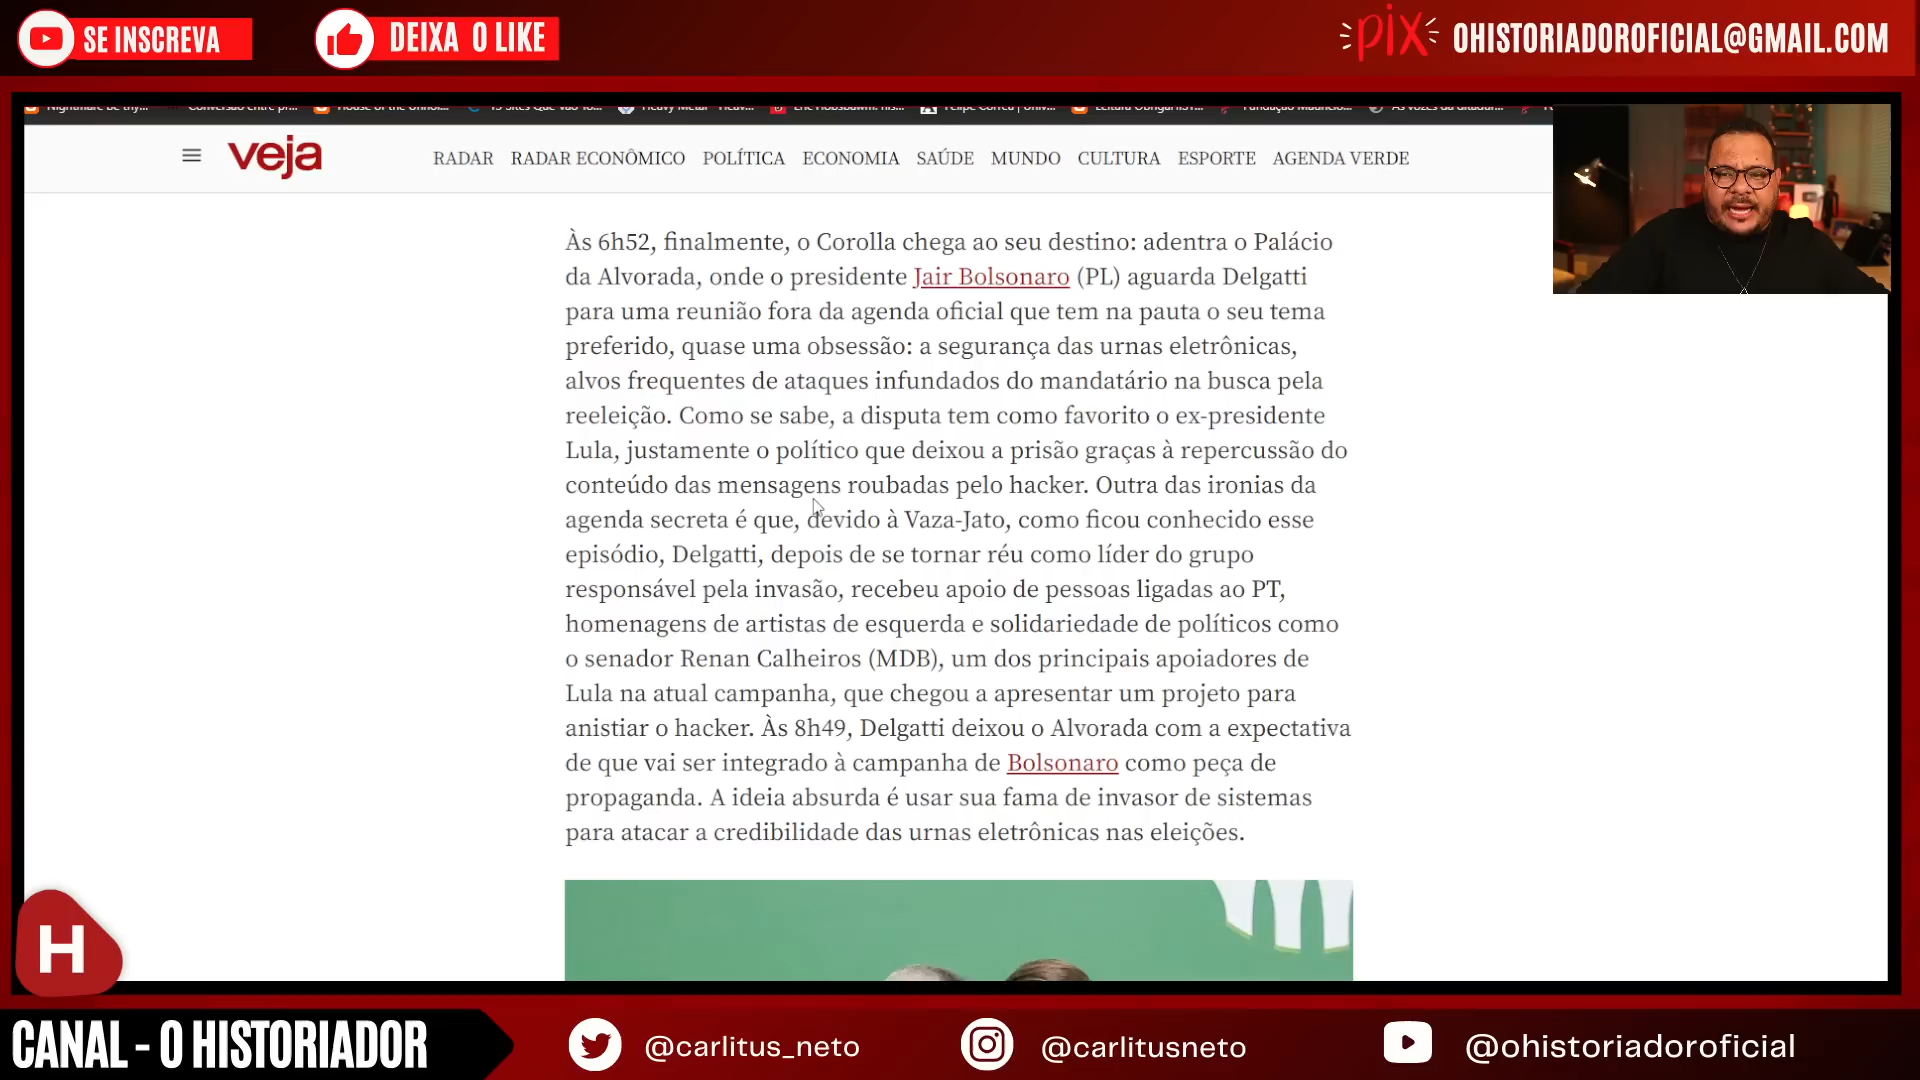 SE INSCREVA
DEIXA O LIKE
PIX
OHISTORIADOROFICIAL@GMAIL.COM
veja
RADAR RADAR ECONÔMICO POLÍTICA ECONOMIA SAÚDE MUNDO CULTURA ESPORTE AGENDA VERDE
Às 6h52, finalmente, o Corolla chega ao seu destino: adentra o Palácio
da Alvorada, onde o presidente Jair Bolsonaro (PL) aguarda Delgatti
para uma reunião fora da agenda oficial que tem na pauta o seu tema
preferido, quase uma obsessão: a segurança das urnas eletrônicas,
alvos frequentes de ataques infundados do mandatário na busca pela
reeleição. Como se sabe, a disputa tem como favorito o ex-presidente
Lula, justamente o político que deixou a prisão graças à repercussão do
conteúdo das mensagens roubadas pelo hacker. Outra das ironias da
agenda secreta é que, devido à Vaza-Jato, como ficou conhecido esse
episódio, Delgatti, depois de se tornar réu como líder do grupo
responsável pela invasão, recebeu apoio de pessoas ligadas ao PT,
homenagens de artistas de esquerda e solidariedade de políticos como
o senador Renan Calheiros (MDB), um dos principais apoiadores de
Lula na atual campanha, que chegou a apresentar um projeto para
anistiar o hacker. Às 8h49, Delgatti deixou o Alvorada com a expectativa
de que vai ser integrado à campanha de Bolsonaro como peça de
propaganda. A ideia absurda é usar sua fama de invasor de sistemas
para atacar a credibilidade das urnas eletrônicas nas eleições.
H
CANAL - O HISTORIADOR
@carlitus_neto
@carlitusneto
@ohistoriadoroficial